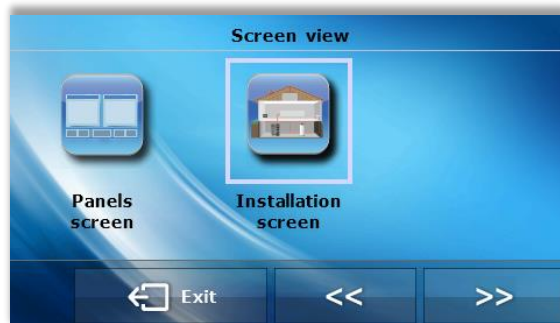 Screen view
Panels
screen
Installation
screen
Exit
<<
>>